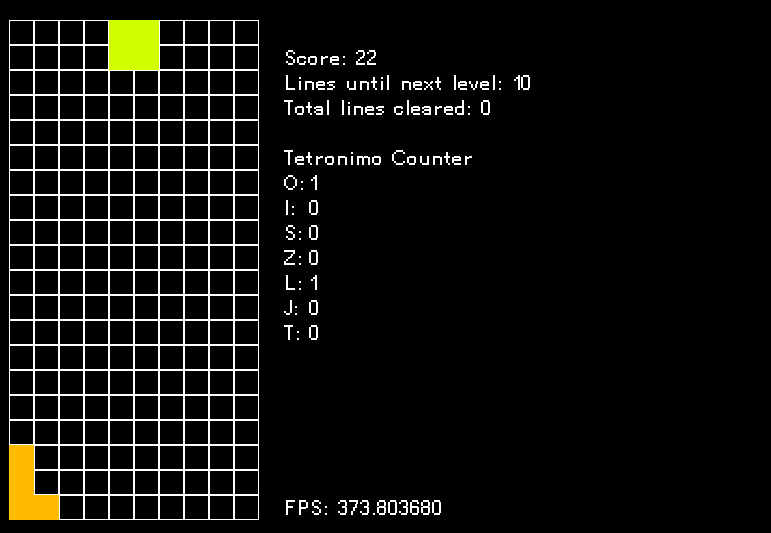 Score: 22
Lines until next level: 10
Total lines cleared: 0
Tetronimo Counter
O: 1
I: 0
S: 0
Z: 0
L: 1
J: 0
T: 0
FPS: 373.803680